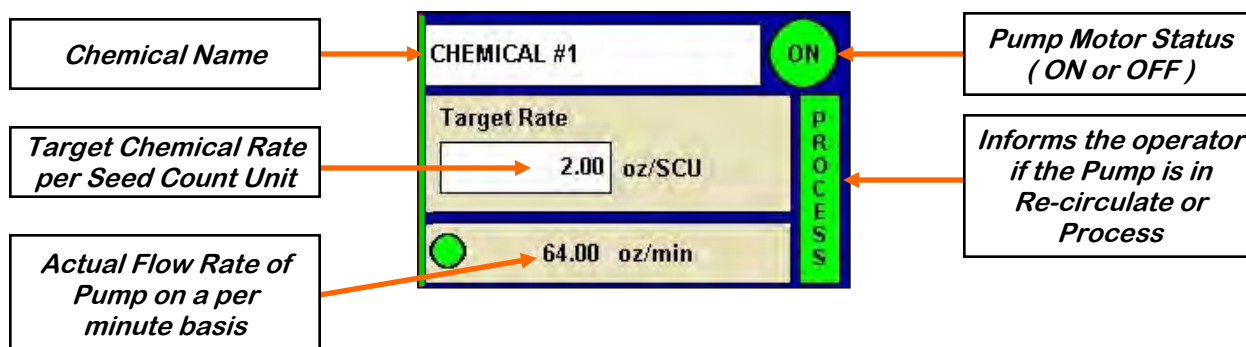 Chemical Name
Target Chemical Rate
per Seed Count Unit
Actual Flow Rate of
Pump on a per
minute basis
CHEMICAL #1
ON
Target Rate
2.00 oz/SCU
64.00 oz/min
PROCESS
Pump Motor Status
( ON or OFF )
Informs the operator
if the Pump is in
Re-circulate or
Process